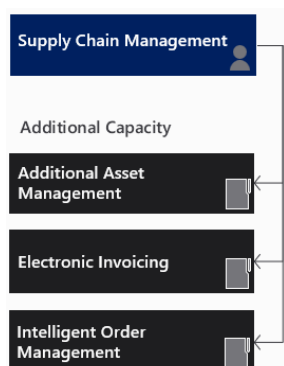 Supply Chain Management
Additional Capacity
Additional Asset
Management
Electronic Invoicing
Intelligent Order
Management